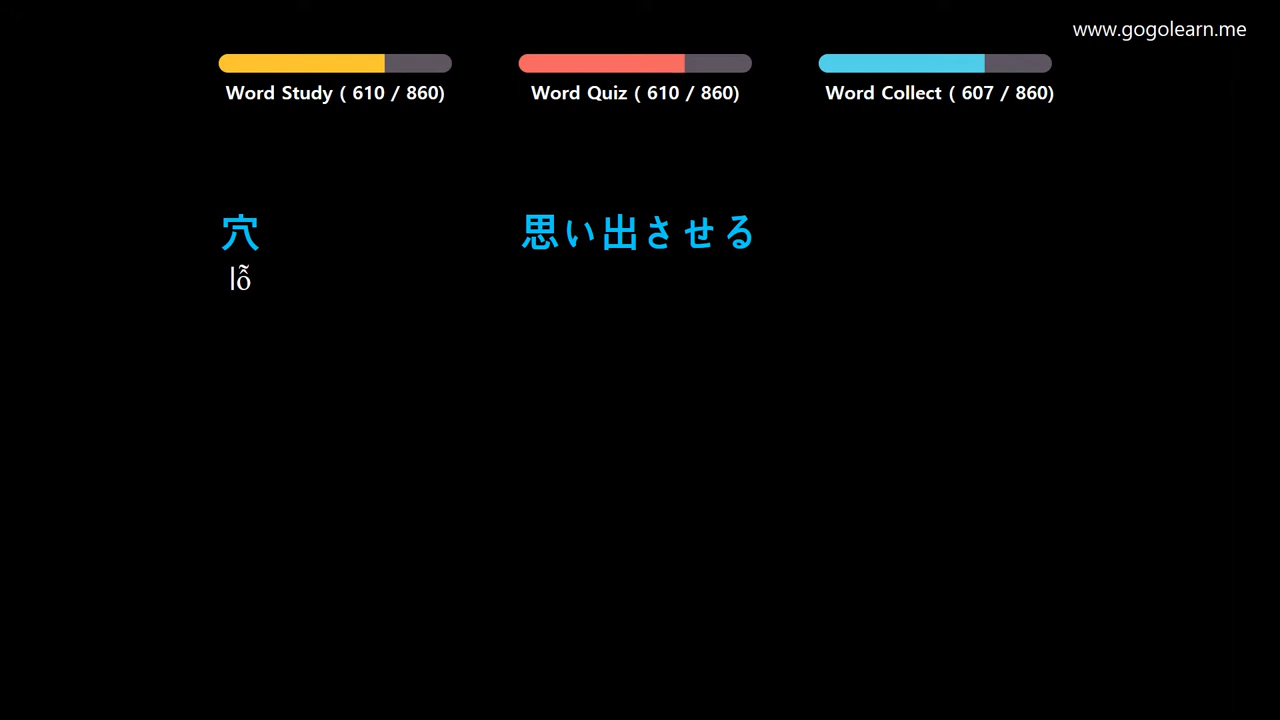 www.gogolearn.me
Word Study ( 610 / 860)
Word Quiz ( 610 / 860)
Word Collect ( 607 / 860)
穴
思い出させる
lỗ